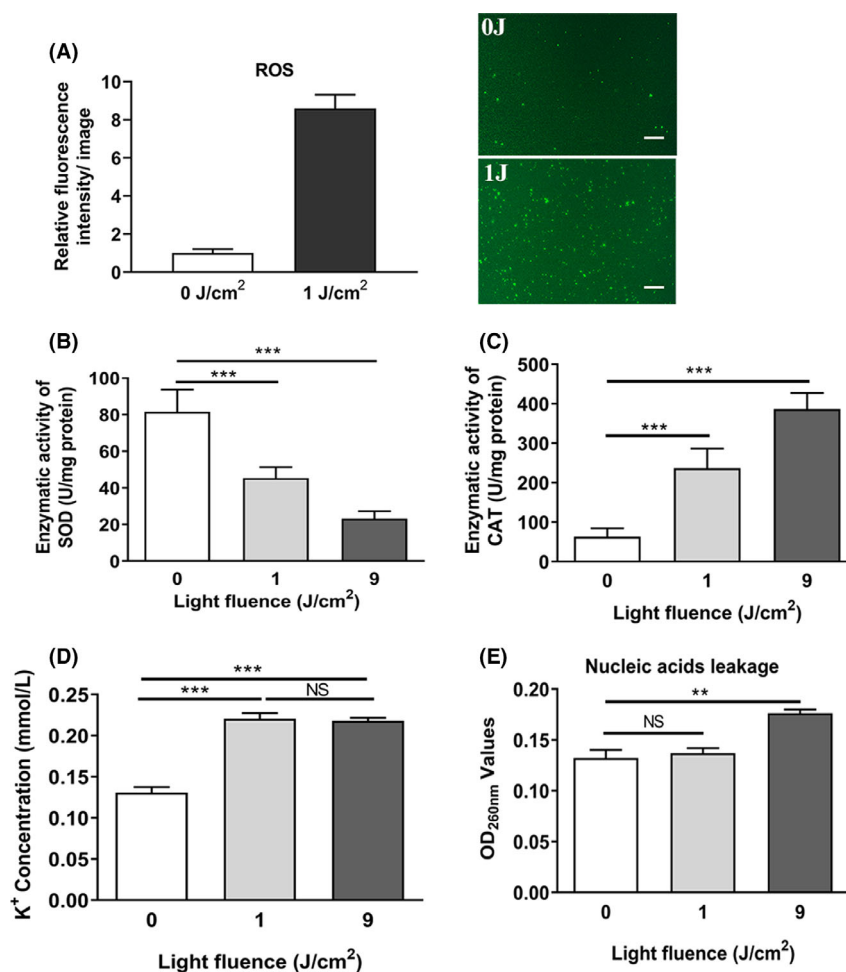 (A)
ROS
Relative fluorescence
intensity/ image
10
8
6
4
2
0
0 J/cm²
1 J/cm²
0J
1J
(B)
Enzymatic activity of
SOD (U/mg protein)
100
80
60
40
20
0
***
***
0
1
9
Light fluence (J/cm²)
(C)
Enzymatic activity of
CAT (U/mg protein)
500
400
300
200
100
0
***
***
0
1
9
Light fluence (J/cm²)
(D)
K⁺ Concentration (mmol/L)
0.25
0.20
0.15
0.10
0.05
0.00
***
***
NS
0
1
9
Light fluence (J/cm²)
(E)
Nucleic acids leakage
OD₂₆₀nm Values
0.20
0.15
0.10
0.05
0.00
**
NS
0
1
9
Light fluence (J/cm²)